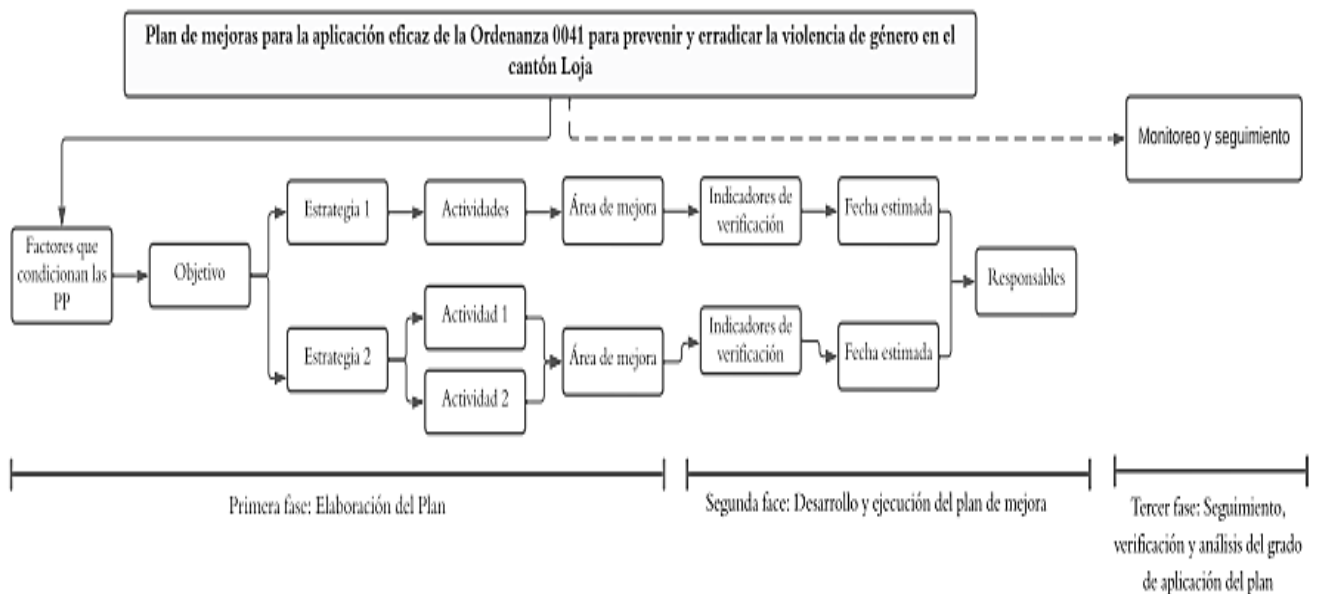 Plan de mejoras para la aplicación eficaz de la Ordenanza 0041 para prevenir y erradicar la violencia de género en el
cantón Loja
Monitoreo y seguimiento
Factores que
condicionan las
PP
Objetivo
Estrategia 1
Actividades
Área de mejora
Indicadores de
verificación
Fecha estimada
Estrategia 2
Actividad 1
Actividad 2
Área de mejora
Indicadores de
verificación
Fecha estimada
Responsables
Primera fase: Elaboración del Plan
Segunda face: Desarrollo y ejecución del plan de mejora
Tercer fase: Seguimiento,
verificación y análisis del grado
de aplicación del plan